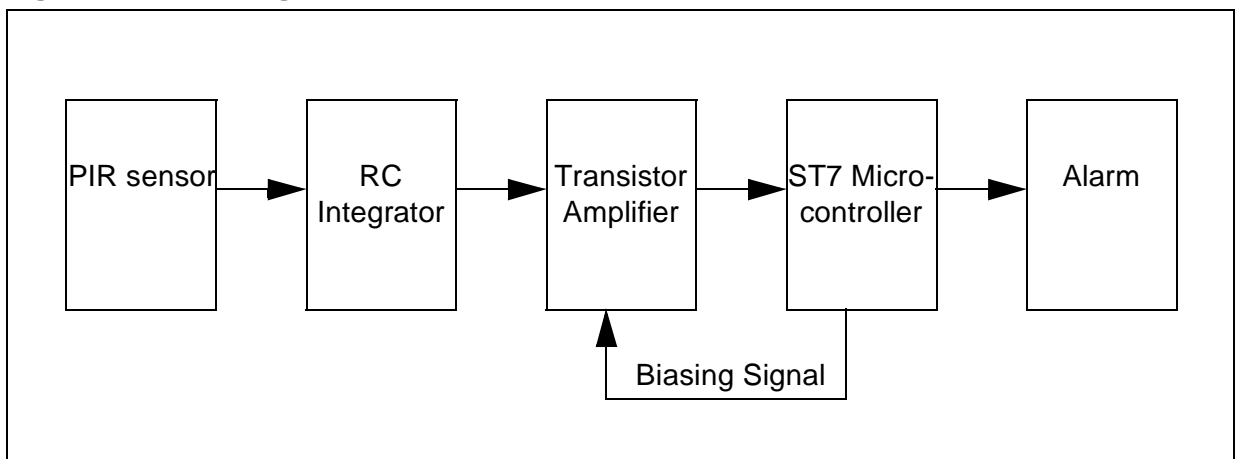 PIR sensor
RC
Integrator
Transistor
Amplifier
ST7 Micro-
controller
Alarm
Biasing Signal